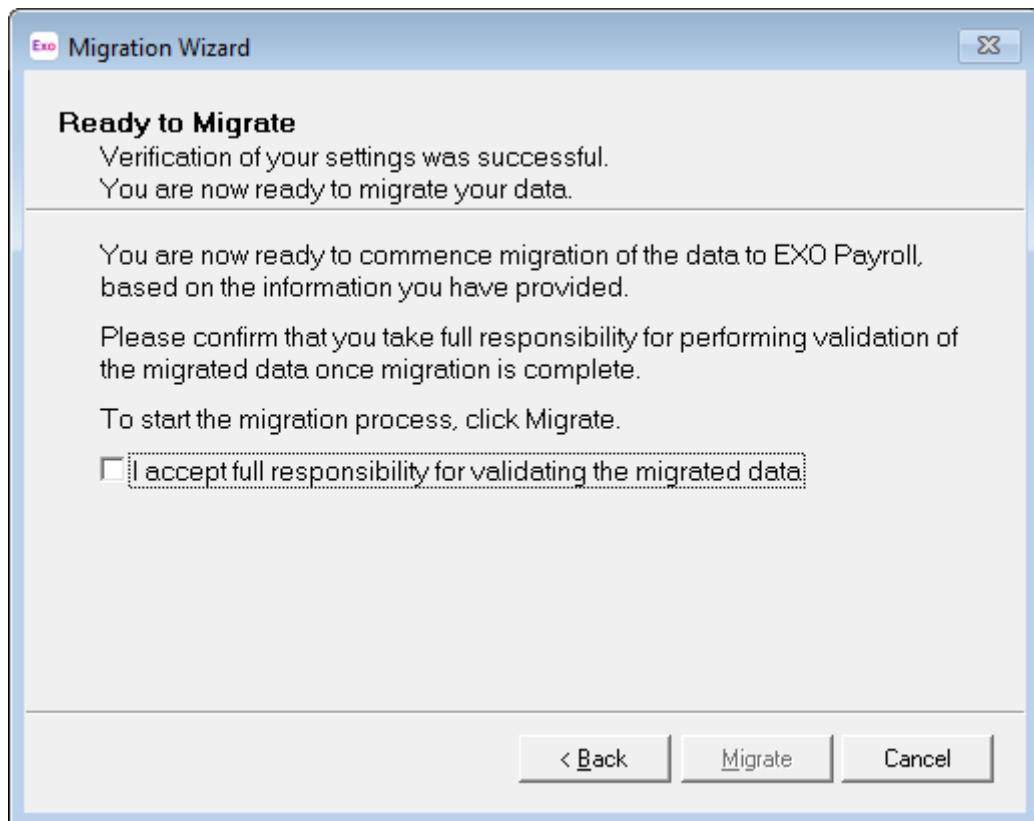 Exo Migration Wizard
Ready to Migrate
Verification of your settings was successful.
You are now ready to migrate your data.
You are now ready to commence migration of the data to EXO Payroll,
based on the information you have provided.
Please confirm that you take full responsibility for performing validation of
the migrated data once migration is complete.
To start the migration process, click Migrate.
I accept full responsibility for validating the migrated data
< Back Migrate Cancel